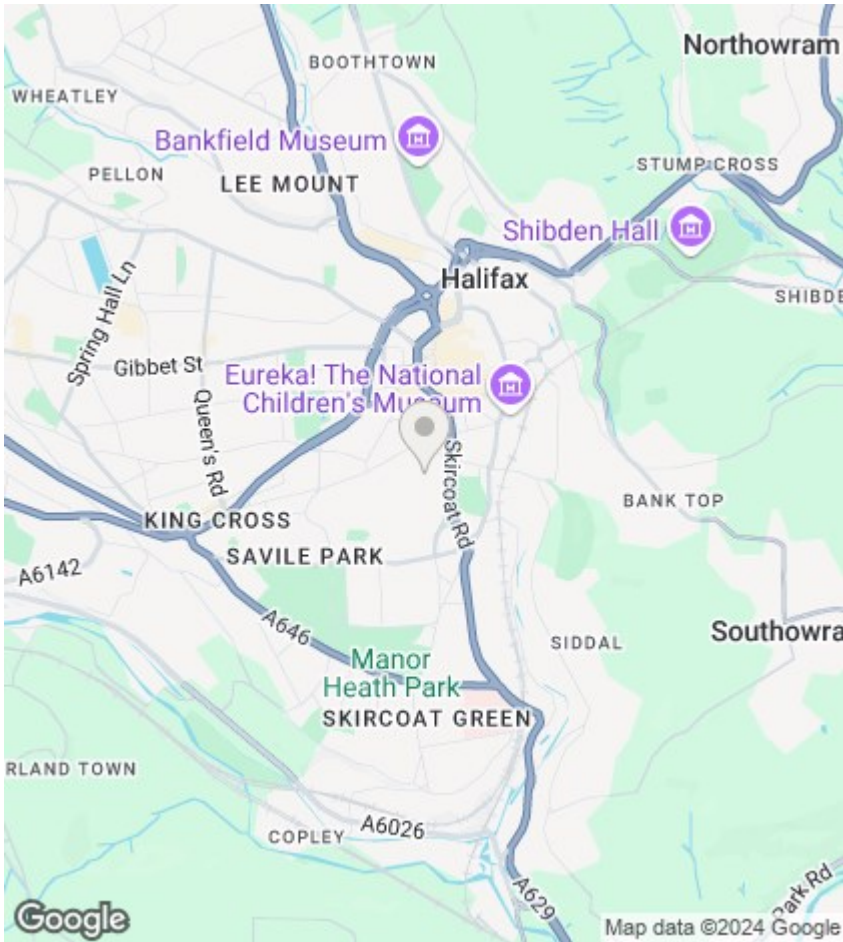 Northowram
BOOTHTOWN
WHEATLEY
Bankfield Museum
STUMP CROSS
PELLON
LEE MOUNT
Shibden Hall
Halifax
SHIBDE
Spring Hall Ln
Gibbet St
Eureka! The National
Children's Museum
Queen's Rd
Skircoat Rd
BANK TOP
KING CROSS
SAVILE PARK
A6142
A646
SIDDAL
Southowra
Manor
Heath Park
SKIRCOAT GREEN
RLAND TOWN
COPLEY
A6026
A629
Park Rd
Google
Map data ©2024 Google